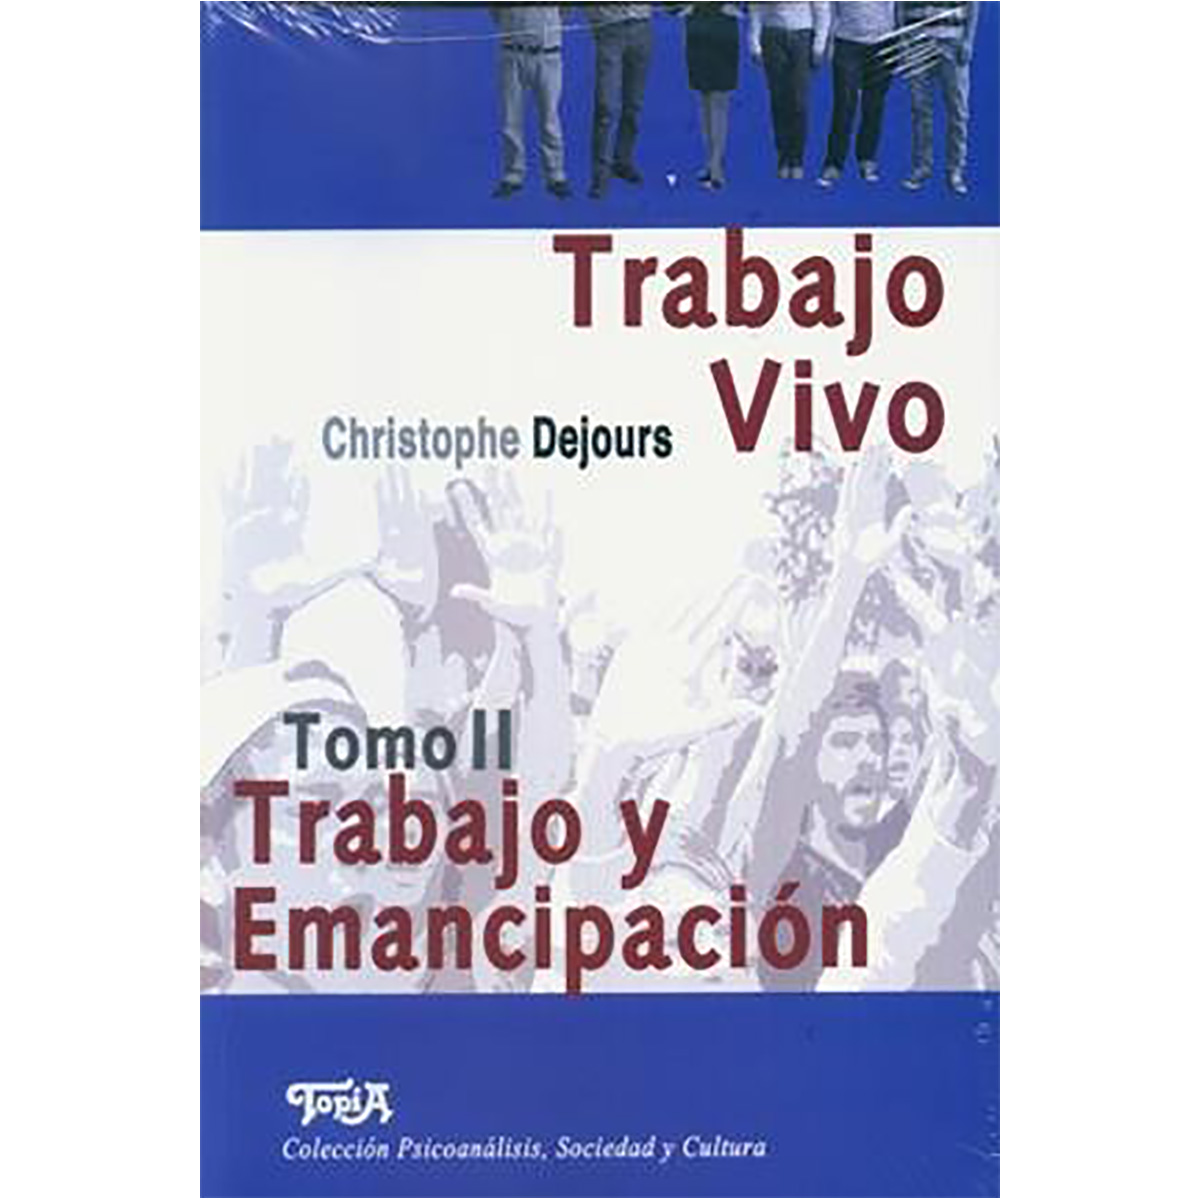 Trabajo
Vivo
Christophe Dejours
Tomo II
Trabajo y
Emancipación
Topía
Colección Psicoanálisis, Sociedad y Cultura